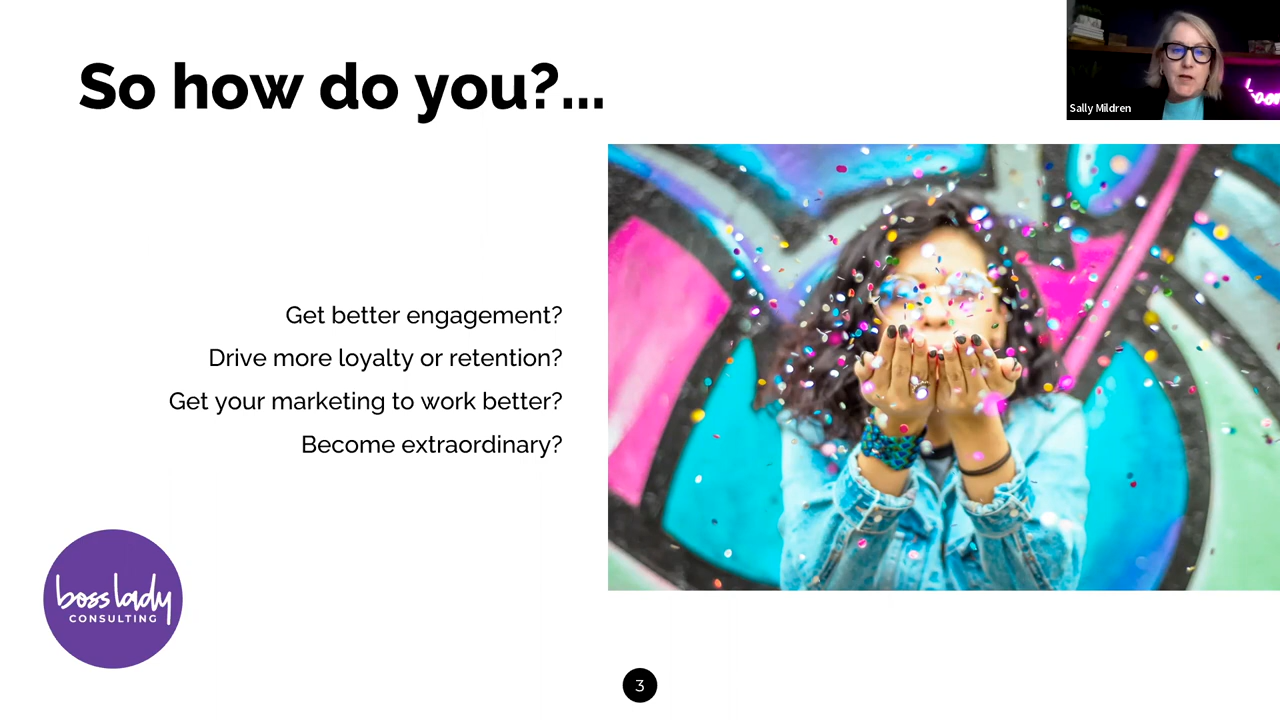 So how do you?...
Sally Mildren
Get better engagement?
Drive more loyalty or retention?
Get your marketing to work better?
Become extraordinary?
boss lady
CONSULTING
3